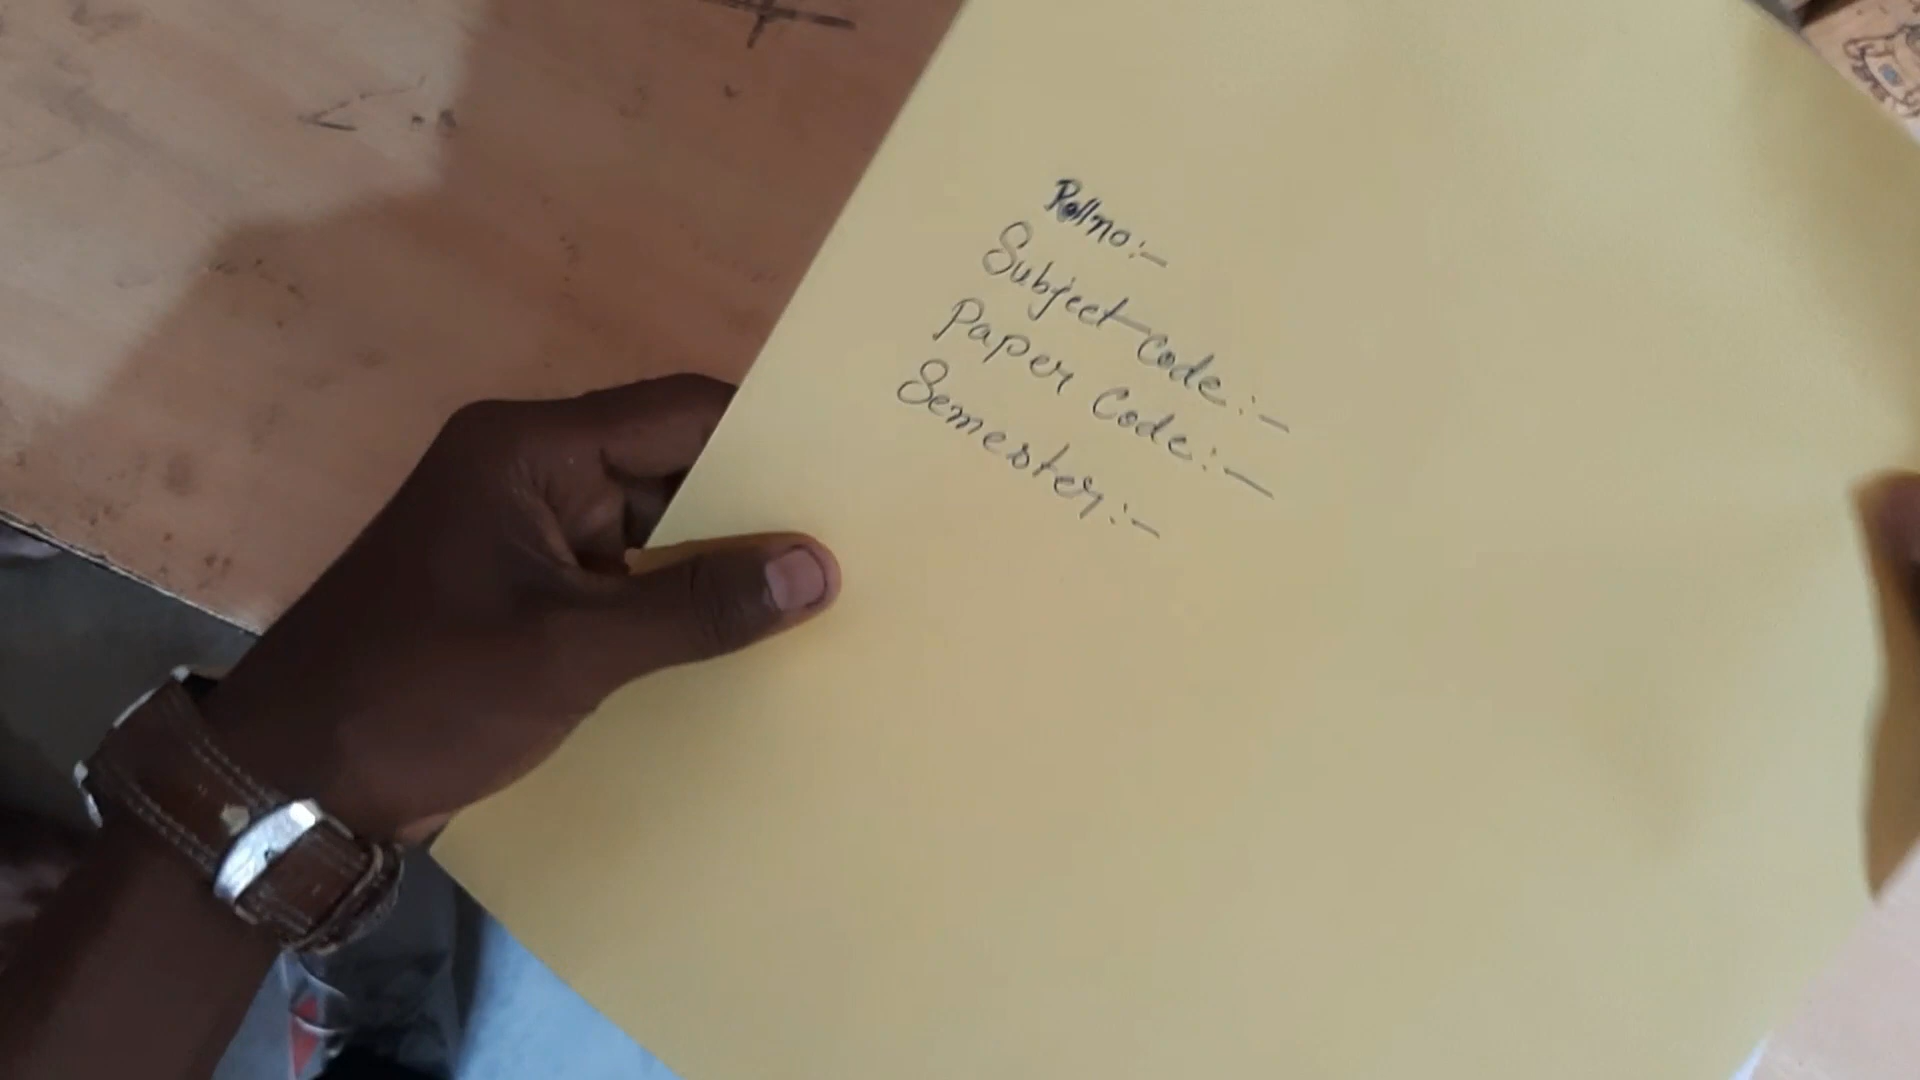 Rollno:-
Subject code:-
Paper code:-
Semester:-